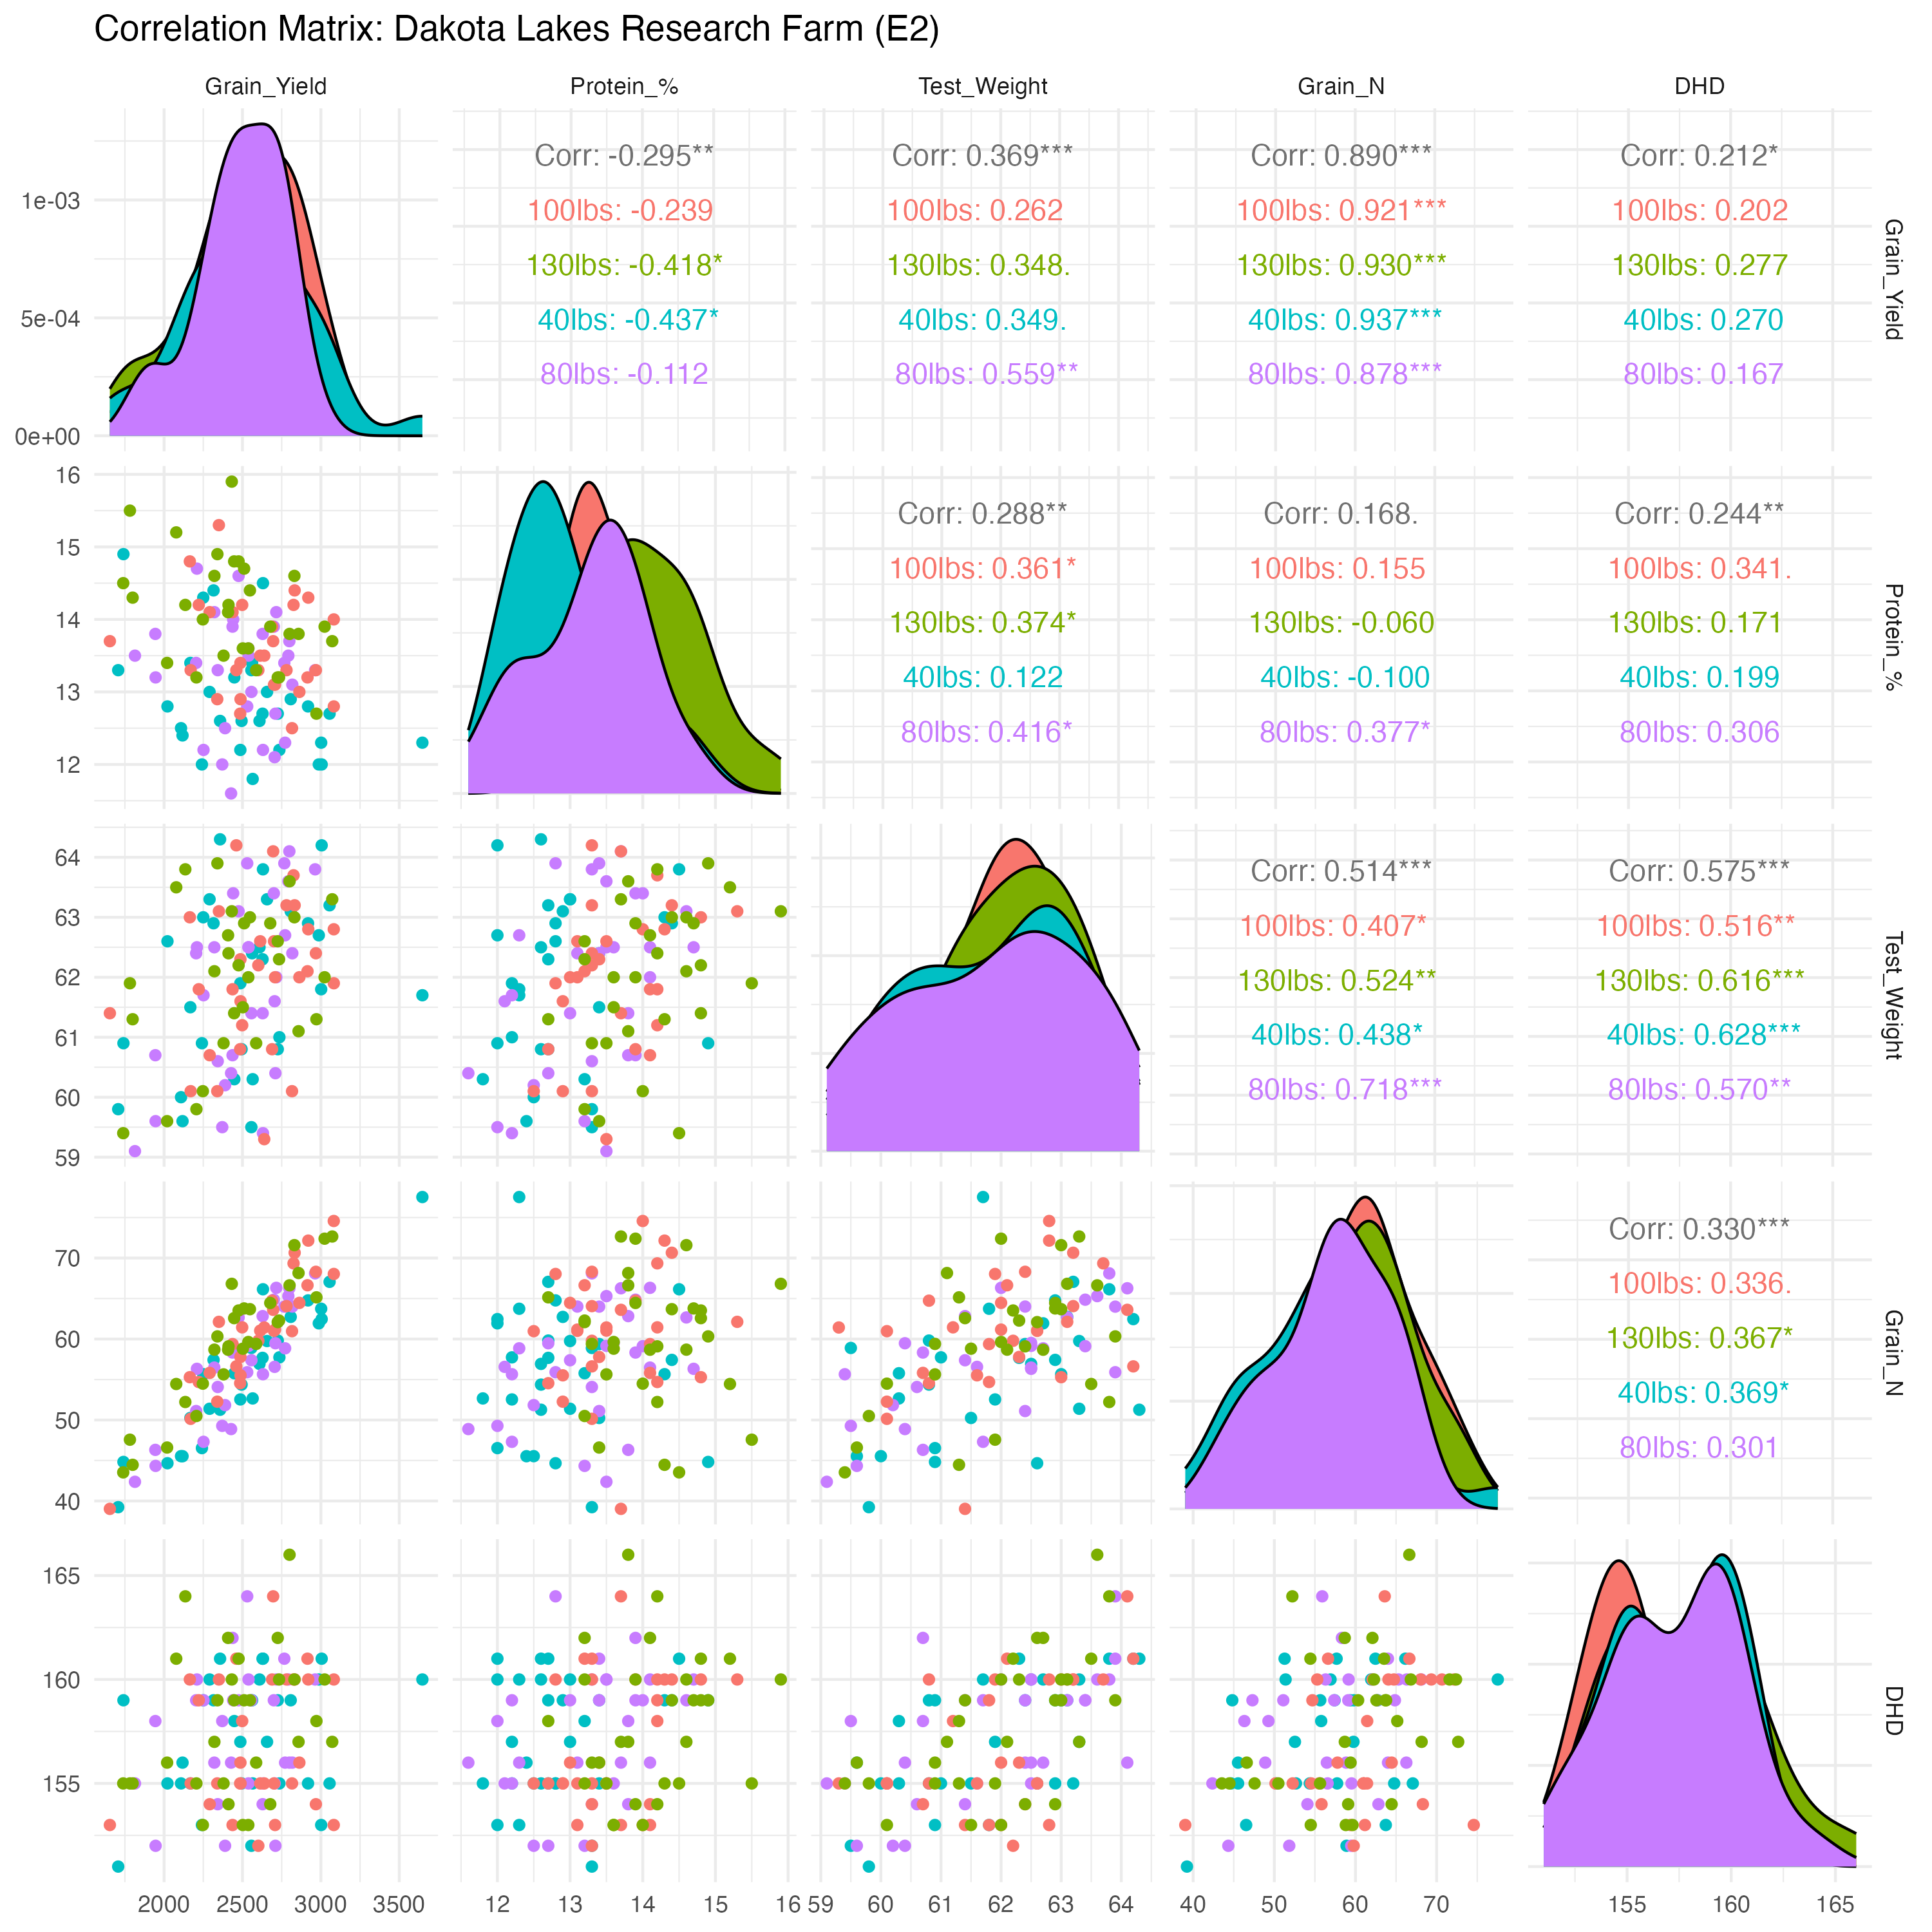 Correlation Matrix: Dakota Lakes Research Farm (E2)
Grain_Yield
Protein_%
Test_Weight
Grain_N
DHD
1e-03
5e-04
0e+00
Corr: -0.295**
100lbs: -0.239
130lbs: -0.418*
40lbs: -0.437*
80lbs: -0.112
Corr: 0.369***
100lbs: 0.262
130lbs: 0.348.
40lbs: 0.349.
80lbs: 0.559**
Corr: 0.890***
100lbs: 0.921***
130lbs: 0.930***
40lbs: 0.937***
80lbs: 0.878***
Corr: 0.212*
100lbs: 0.202
130lbs: 0.277
40lbs: 0.270
80lbs: 0.167
Grain_Yield
16
15
14
13
12
Corr: 0.288**
100lbs: 0.361*
130lbs: 0.374*
40lbs: 0.122
80lbs: 0.416*
Corr: 0.168.
100lbs: 0.155
130lbs: -0.060
40lbs: -0.100
80lbs: 0.377*
Corr: 0.244**
100lbs: 0.341.
130lbs: 0.171
40lbs: 0.199
80lbs: 0.306
Protein_%
64
63
62
61
60
59
Corr: 0.514***
100lbs: 0.407*
130lbs: 0.524**
40lbs: 0.438*
80lbs: 0.718***
Corr: 0.575***
100lbs: 0.516**
130lbs: 0.616***
40lbs: 0.628***
80lbs: 0.570**
Test_Weight
70
60
50
40
Corr: 0.330***
100lbs: 0.336.
130lbs: 0.367*
40lbs: 0.369*
80lbs: 0.301
Grain_N
165
160
155
DHD
2000 2500 3000 3500
12 13 14 15 16
59 60 61 62 63 64
40 50 60 70
155 160 165